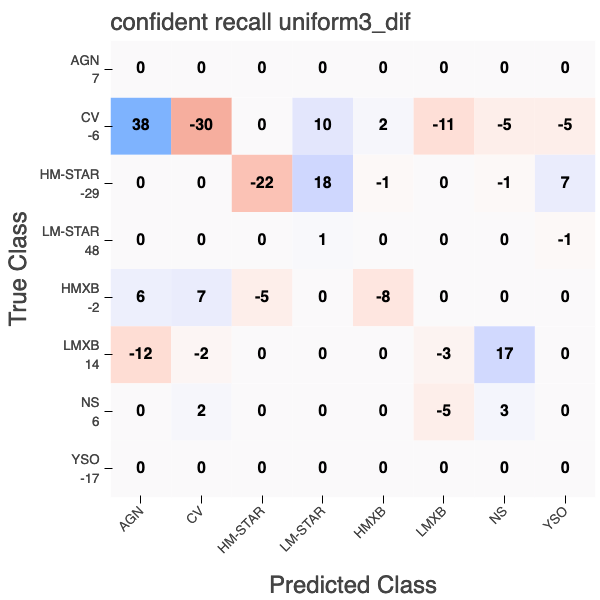 confident recall uniform3_dif
True Class
AGN
7
0 0 0 0 0 0 0 0
CV
-6
38 -30 0 10 2 -11 -5 -5
HM-STAR
-29
0 0 -22 18 -1 0 -1 7
LM-STAR
48
0 0 0 1 0 0 0 -1
HMXB
-2
6 7 -5 0 -8 0 0 0
LMXB
14
-12 -2 0 0 0 -3 17 0
NS
6
0 2 0 0 0 -5 3 0
YSO
-17
0 0 0 0 0 0 0 0
AGN CV HM-STAR LM-STAR HMXB LMXB NS YSO
Predicted Class